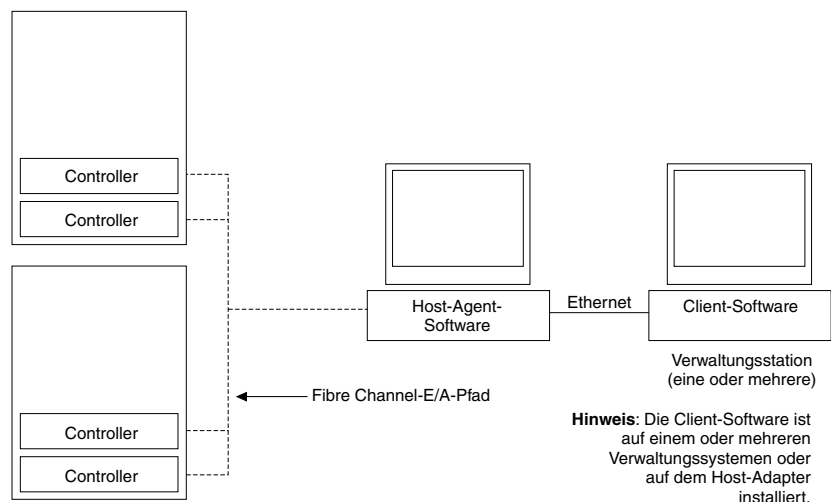 Controller
Controller
Host-Agent-
Software
Ethernet
Client-Software
Verwaltungsstation
(eine oder mehrere)
Fibre Channel-E/A-Pfad
Hinweis: Die Client-Software ist
auf einem oder mehreren
Verwaltungssystemen oder
auf dem Host-Adapter
installiert.
Controller
Controller